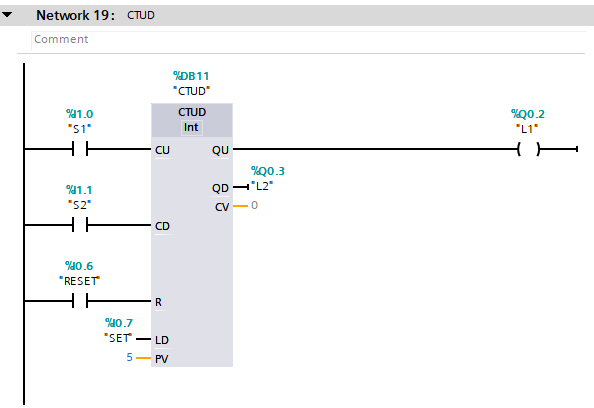 Network 19: CTUD
Comment
%DB11
"CTUD"
%I1.0
"S1"
CTUD
Int
%Q0.2
"L1"
CU
QU
%Q0.3
QD
"L2"
CV
0
%I1.1
"S2"
CD
%I0.6
"RESET"
R
%I0.7
"SET"
LD
5
PV